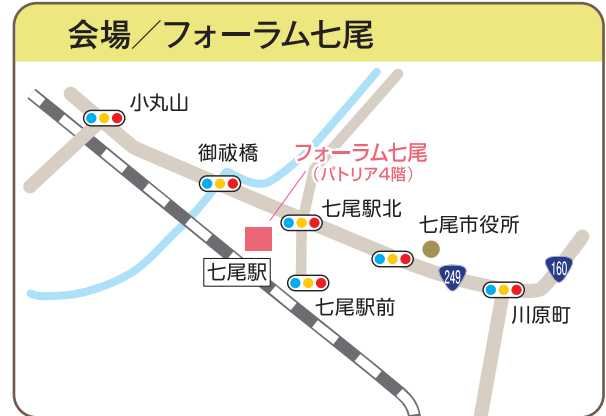 会場／フォーラム七尾
小丸山
御祓橋
フォーラム七尾
（パトリア4階）
七尾駅北
七尾市役所
七尾駅
249
160
七尾駅前
川原町